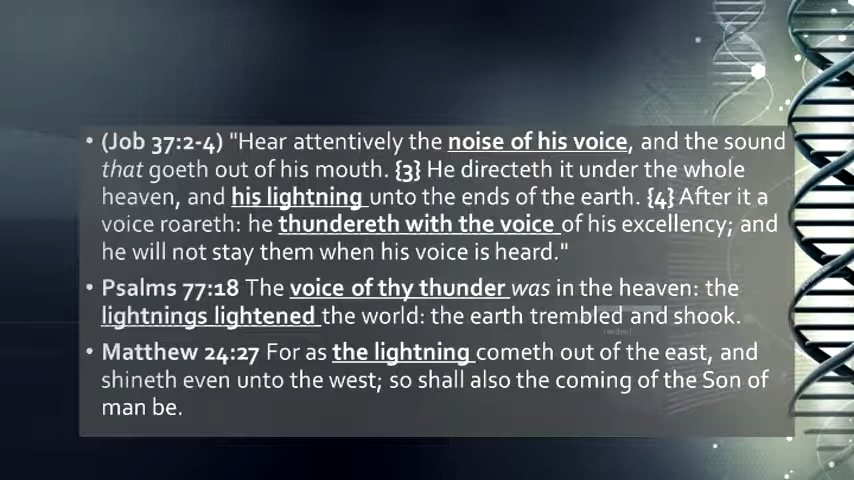 • (Job 37:2-4) "Hear attentively the noise of his voice, and the sound
that goeth out of his mouth. {3} He directeth it under the whole
heaven, and his lightning unto the ends of the earth. {4} After it a
voice roareth: he thundereth with the voice of his excellency; and
he will not stay them when his voice is heard."
• Psalms 77:18 The voice of thy thunder was in the heaven: the
lightnings lightened the world: the earth trembled and shook.
• Matthew 24:27 For as the lightning cometh out of the east, and
shineth even unto the west; so shall also the coming of the Son of
man be.